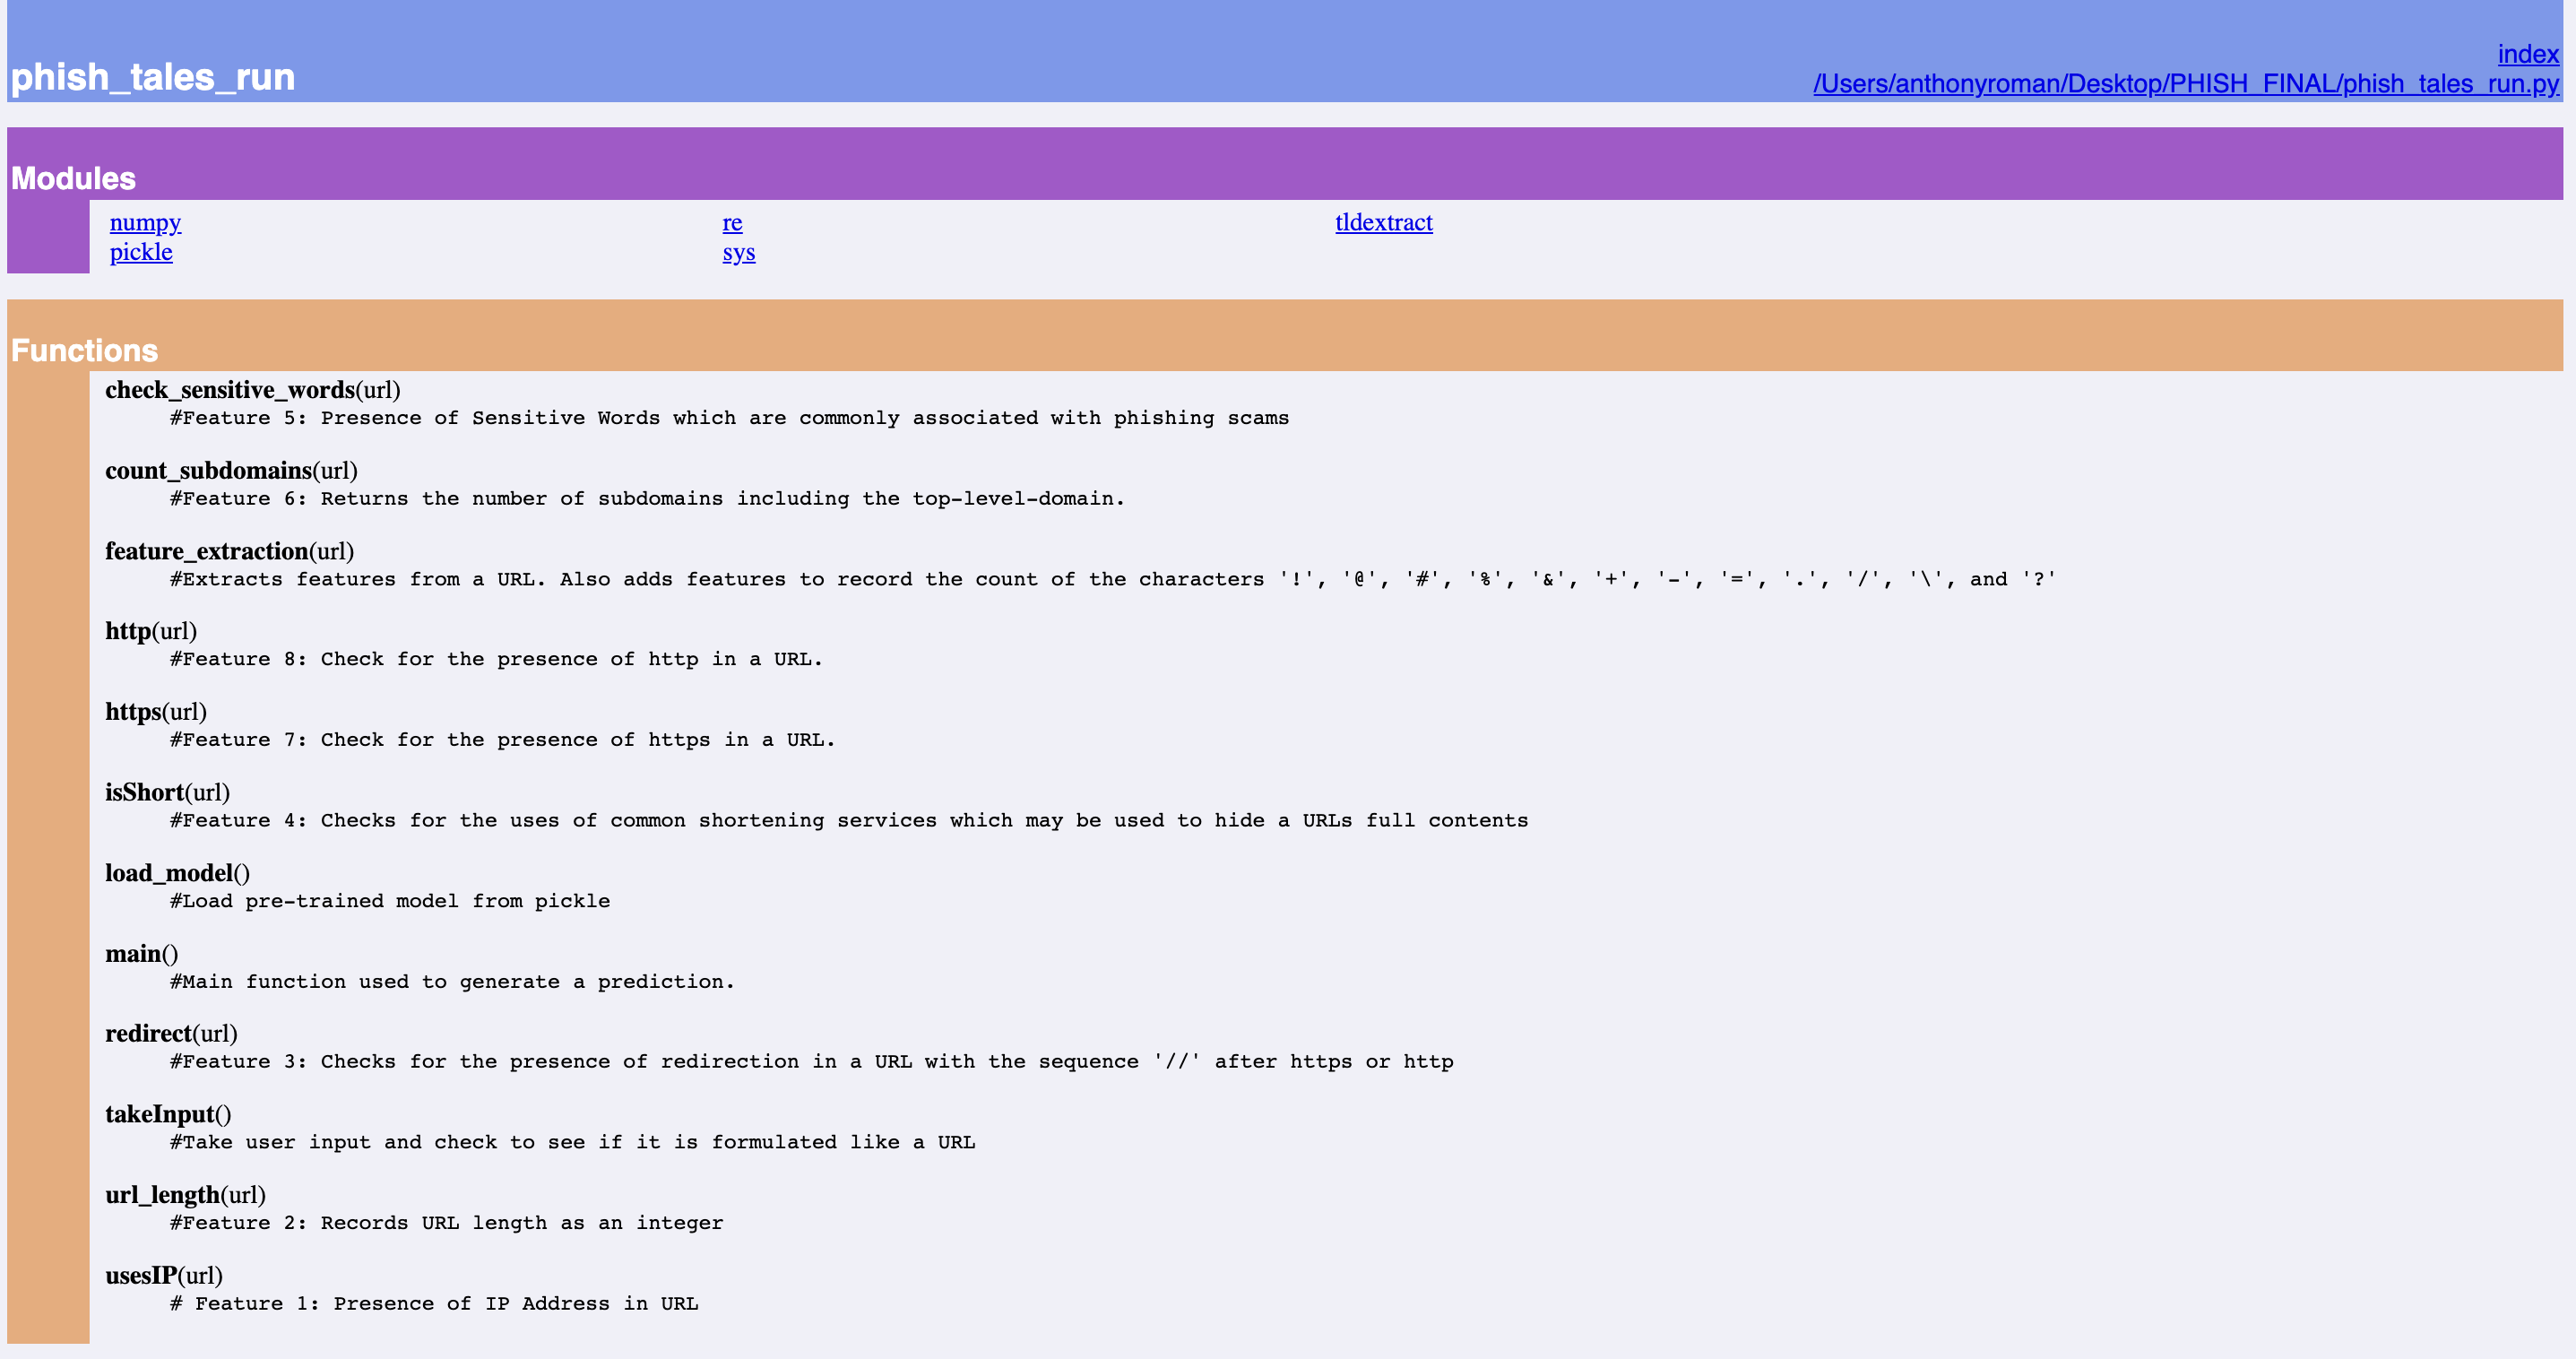 phish_tales_run
index
/Users/anthonyroman/Desktop/PHISH_FINAL/phish_tales_run.py
Modules
numpy re tldextract
pickle sys
Functions
check_sensitive_words(url)
#Feature 5: Presence of Sensitive Words which are commonly associated with phishing scams
count_subdomains(url)
#Feature 6: Returns the number of subdomains including the top-level-domain.
feature_extraction(url)
#Extracts features from a URL. Also adds features to record the count of the characters '!', '@', '#', '%', '&', '+', '-', '=', '.', '/', '\', and '?'
http(url)
#Feature 8: Check for the presence of http in a URL.
https(url)
#Feature 7: Check for the presence of https in a URL.
isShort(url)
#Feature 4: Checks for the uses of common shortening services which may be used to hide a URLs full contents
load_model()
#Load pre-trained model from pickle
main()
#Main function used to generate a prediction.
redirect(url)
#Feature 3: Checks for the presence of redirection in a URL with the sequence '//' after https or http
takeInput()
#Take user input and check to see if it is formulated like a URL
url_length(url)
#Feature 2: Records URL length as an integer
usesIP(url)
# Feature 1: Presence of IP Address in URL